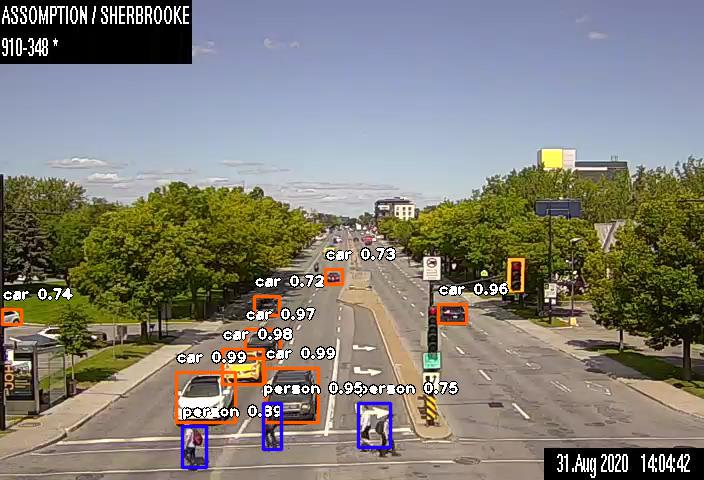 ASSOMPTION / SHERBROOKE
910-348 *
car 0.73
car 0.72
car 0.74
car 0.96
car 0.97
car 0.98
car 0.99
car 0.99
person 0.95
person 0.75
person 0.89
31.Aug 2020 14:04:42